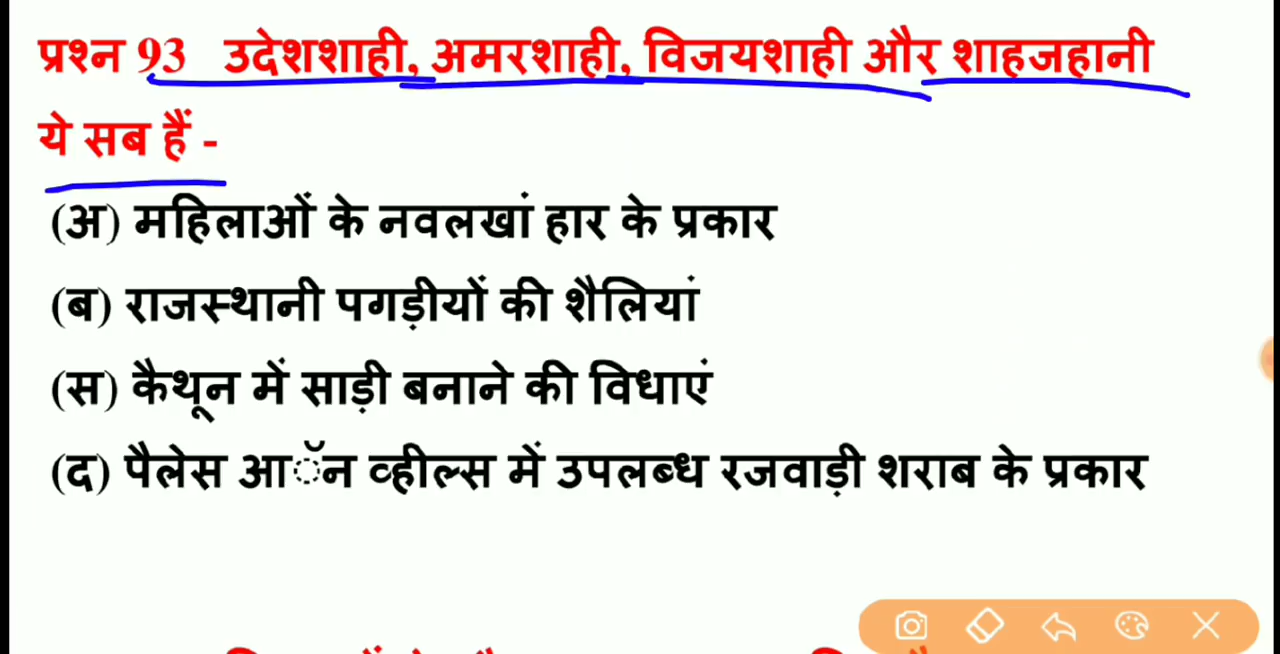 प्रश्न 93 उदेशशाही, अमरशाही, विजयशाही और शाहजहानी
ये सब हैं -
(अ) महिलाओं के नवलखां हार के प्रकार
(ब) राजस्थानी पगड़ीयों की शैलियां
(स) कैथून में साड़ी बनाने की विधाएं
(द) पैलेस आॅन व्हील्स में उपलब्ध रजवाड़ी शराब के प्रकार